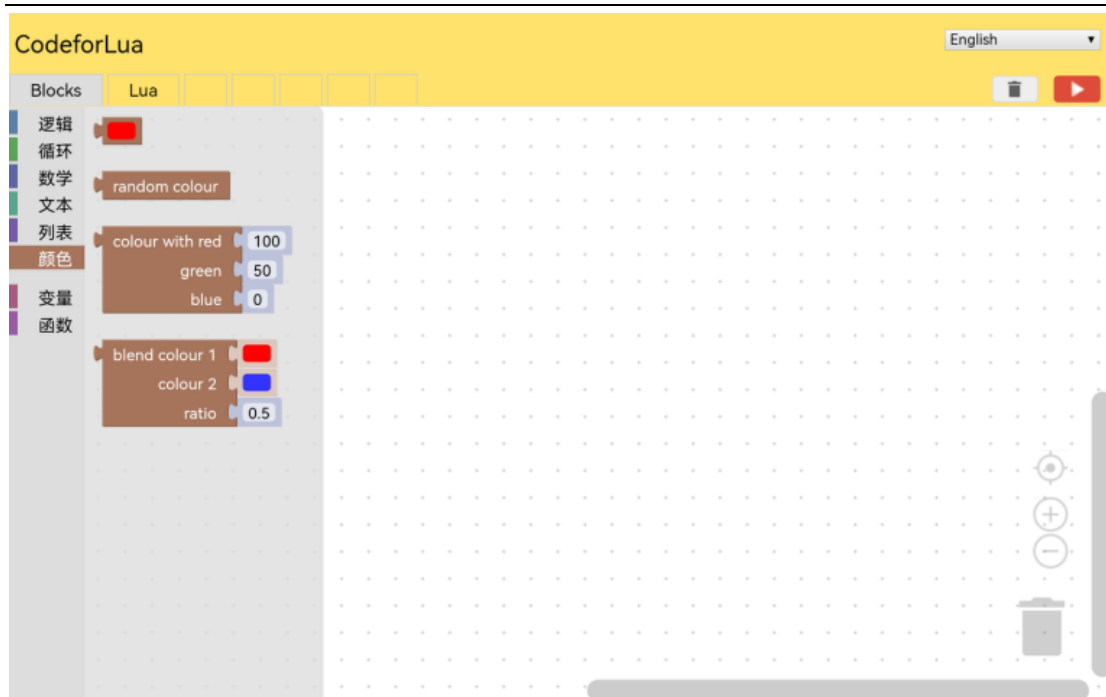 CodeforLua
English
Blocks
Lua
逻辑
循环
数学
文本
列表
颜色
变量
函数
random colour
colour with red 100
green 50
blue 0
blend colour 1
colour 2
ratio 0.5